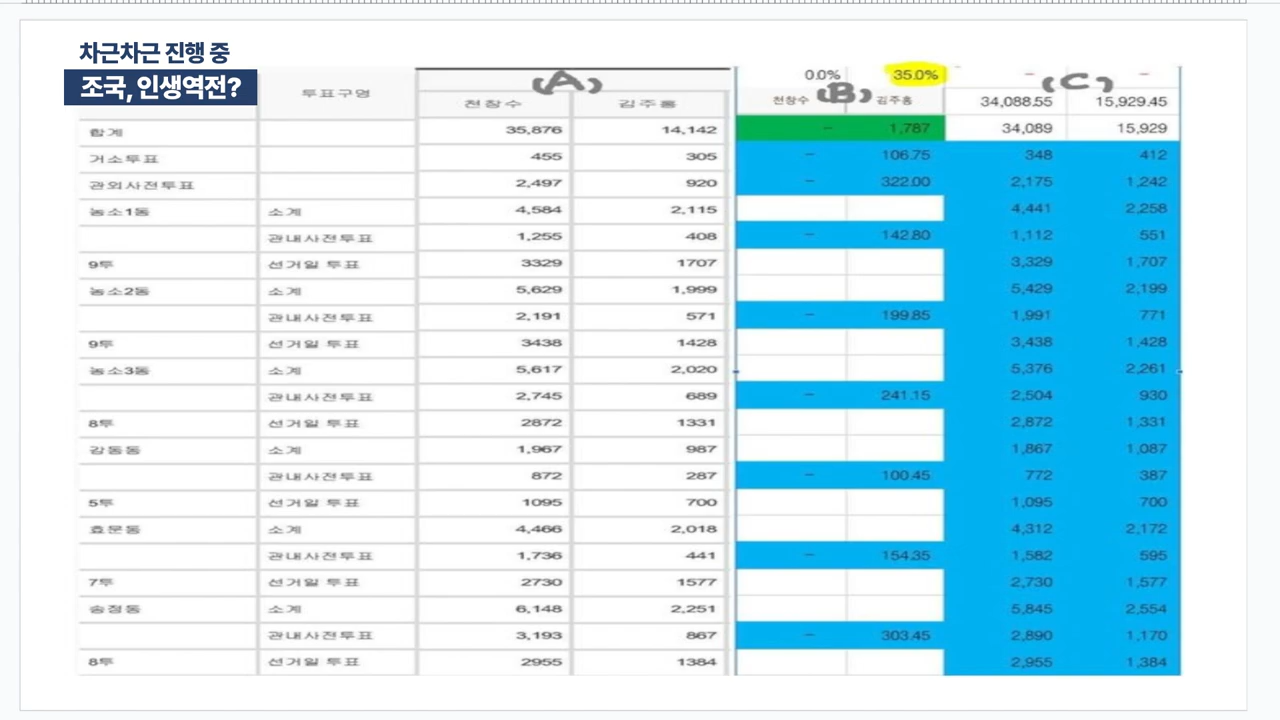 차근차근 진행 중
조국, 인생역전?
(A) (B) (C)
0.0% 35.0% - -
투표구명 천창수 김주홍 천창수 김주홍 34,088.55 15,929.45
합계 35,876 14,142 - 1,787 34,089 15,929
거소투표 455 305 - 106.75 348 412
관외사전투표 2,497 920 - 322.00 2,175 1,242
농소1동 소계 4,584 2,115 4,441 2,258
관내사전투표 1,255 408 - 142.80 1,112 551
9투 선거일 투표 3329 1707 3,329 1,707
농소2동 소계 5,629 1,999 5,429 2,199
관내사전투표 2,191 571 - 199.85 1,991 771
9투 선거일 투표 3438 1428 3,438 1,428
농소3동 소계 5,617 2,020 5,376 2,261
관내사전투표 2,745 689 - 241.15 2,504 930
8투 선거일 투표 2872 1331 2,872 1,331
강동동 소계 1,967 987 1,867 1,087
관내사전투표 872 287 - 100.45 772 387
5투 선거일 투표 1095 700 1,095 700
효문동 소계 4,466 2,018 4,312 2,172
관내사전투표 1,736 441 - 154.35 1,582 595
7투 선거일 투표 2730 1577 2,730 1,577
송정동 소계 6,148 2,251 5,845 2,554
관내사전투표 3,193 867 - 303.45 2,890 1,170
8투 선거일 투표 2955 1384 2,955 1,384